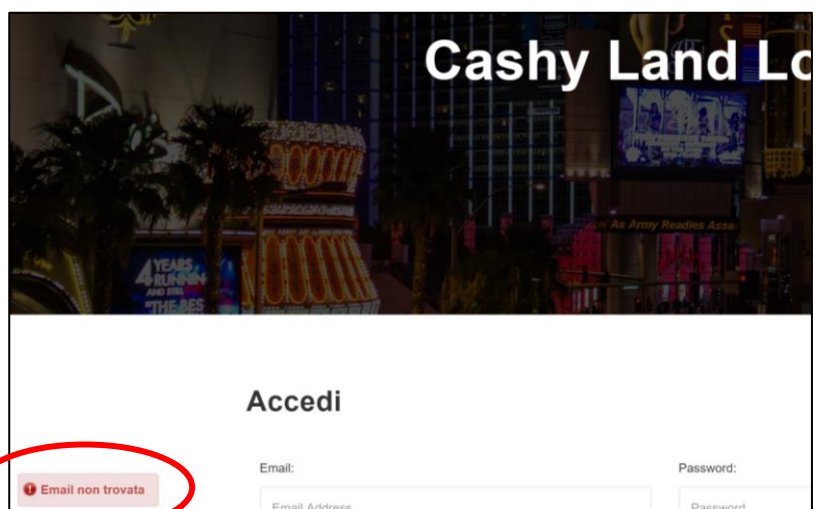 Cashy Land Lo
As Army Readies Assa
4 YEARS
RUNNIN
AND STILL
"THE BES
Accedi
Email:
Password:
Email non trovata
Email Address
Password